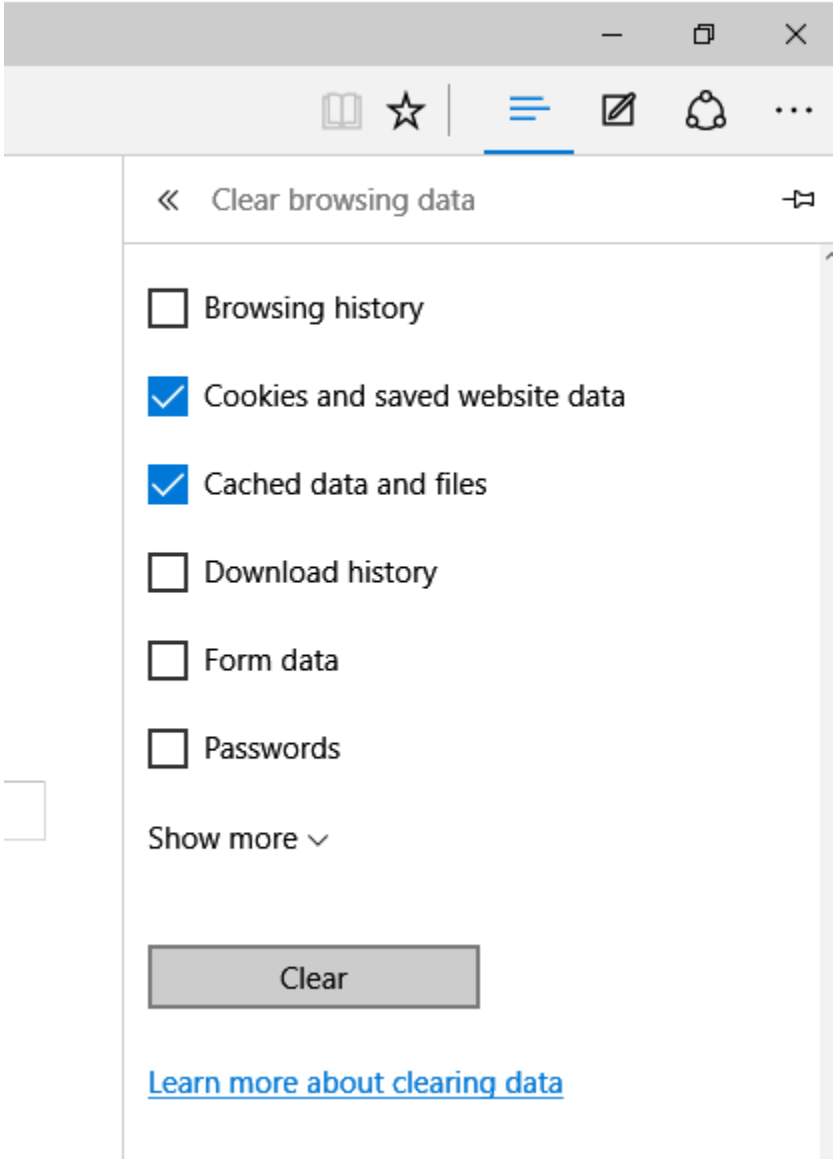 Clear browsing data
Browsing history
Cookies and saved website data
Cached data and files
Download history
Form data
Passwords
Show more
Clear
Learn more about clearing data